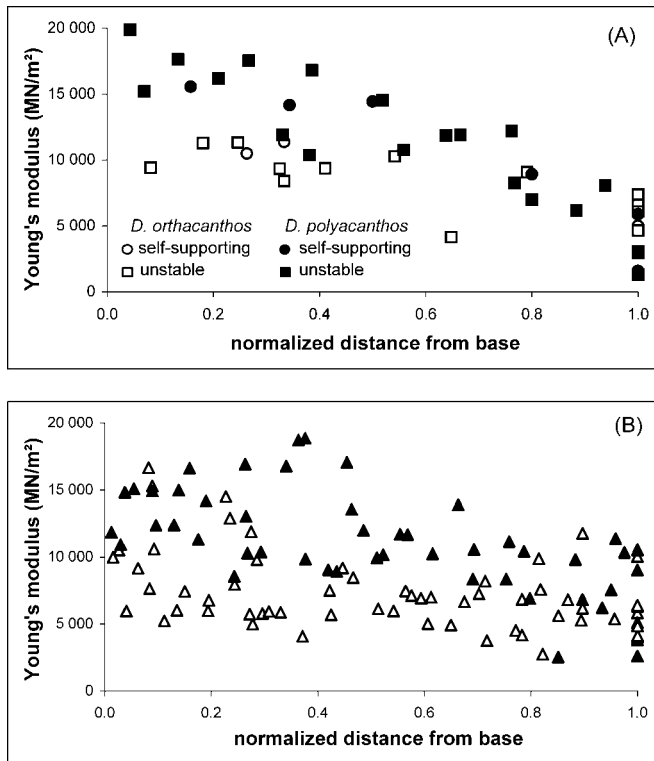 (A)
20 000
15 000
10 000
5 000
0
Young's modulus (MN/m²)
D. orthacanthos D. polyacanthos
self-supporting self-supporting
unstable unstable
0.0 0.2 0.4 0.6 0.8 1.0
normalized distance from base
(B)
20 000
15 000
10 000
5 000
0
Young's modulus (MN/m²)
0.0 0.2 0.4 0.6 0.8 1.0
normalized distance from base